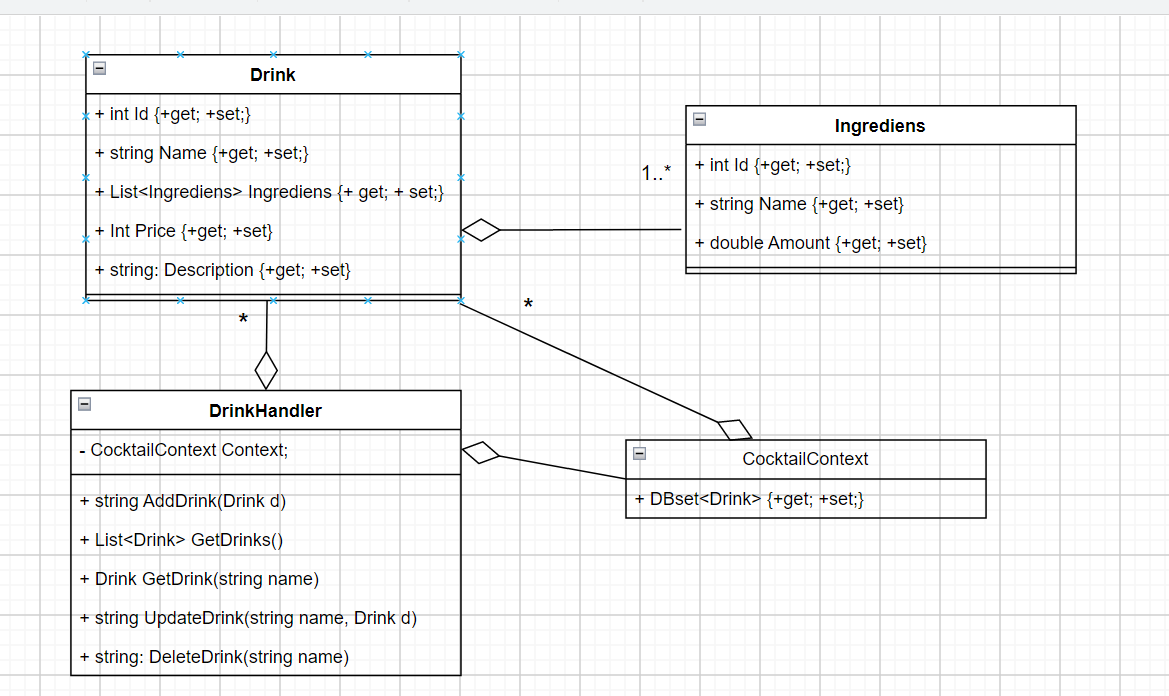 Drink
+ int Id {+get; +set;}
+ string Name {+get; +set;}
+ List<Ingrediens> Ingrediens {+ get; + set;}
+ Int Price {+get; +set}
+ string: Description {+get; +set}
1..*
Ingrediens
+ int Id {+get; +set;}
+ string Name {+get; +set}
+ double Amount {+get; +set}
*
*
DrinkHandler
- CocktailContext Context;
+ string AddDrink(Drink d)
+ List<Drink> GetDrinks()
+ Drink GetDrink(string name)
+ string UpdateDrink(string name, Drink d)
+ string: DeleteDrink(string name)
CocktailContext
+ DBset<Drink> {+get; +set;}